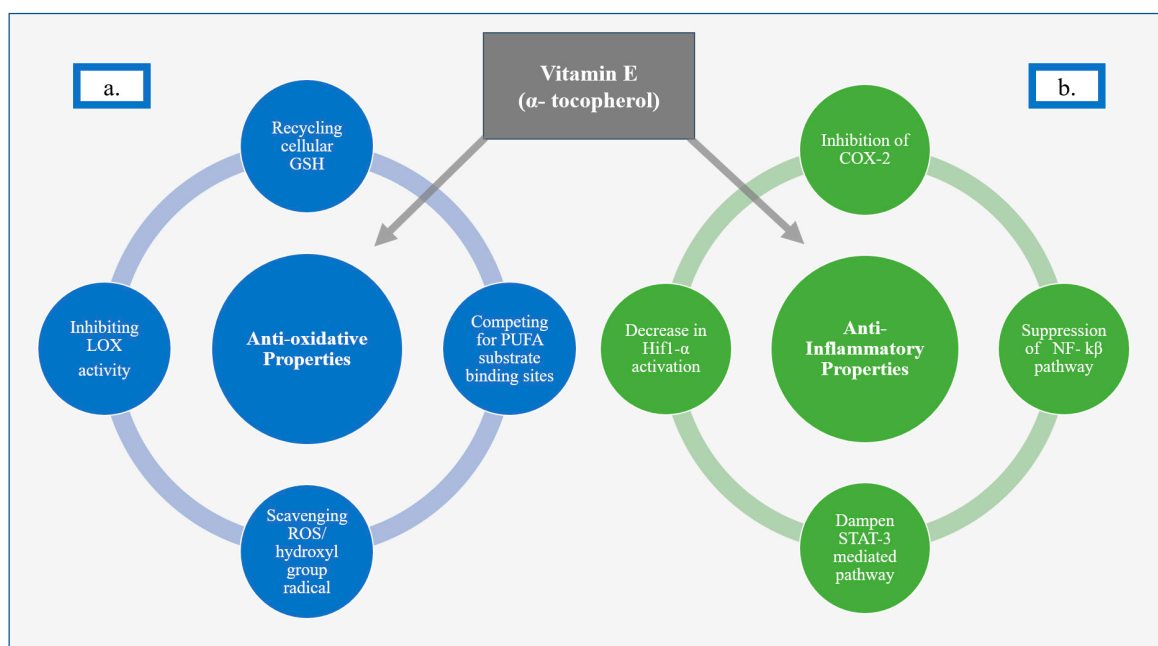 a.
Vitamin E
(α- tocopherol)
b.
Recycling
cellular
GSH
Inhibiting
LOX
activity
Anti-oxidative
Properties
Competing
for PUFA
substrate
binding sites
Scavenging
ROS/
hydroxyl
group
radical
Inhibition of
COX-2
Decrease in
Hif1-α
activation
Anti-
Inflammatory
Properties
Suppression
of NF- kβ
pathway
Dampen
STAT-3
mediated
pathway